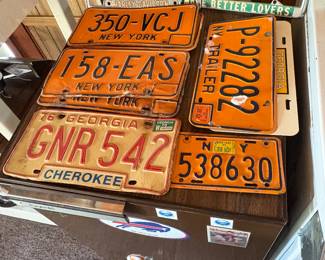 BETTER LOVERS
350-VCJ
NEW YORK
158-EAS
NEW YORK
NEW YORK
P-92282
TRAILER
76 GEORGIA
GNR 542
CHEROKEE
N Y
538630